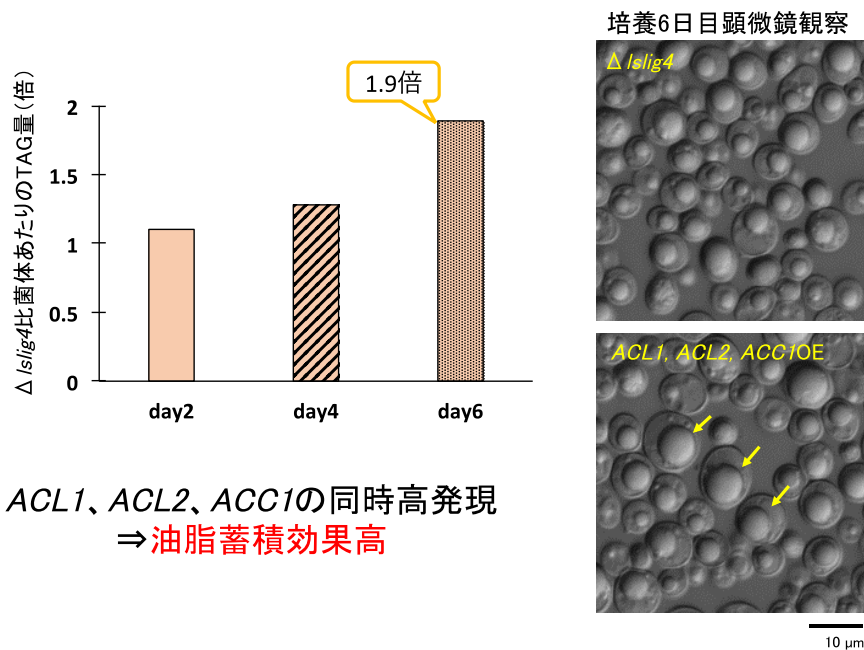 培養6日目顕微鏡観察
Δ lslig4
1.9倍
Δ lslig4比菌体あたりのTAG量（倍）
2
1.5
1
0.5
0
day2 day4 day6
ACL1, ACL2, ACC1OE
ACL1、ACL2、ACC1の同時高発現
⇒油脂蓄積効果高
10 μm